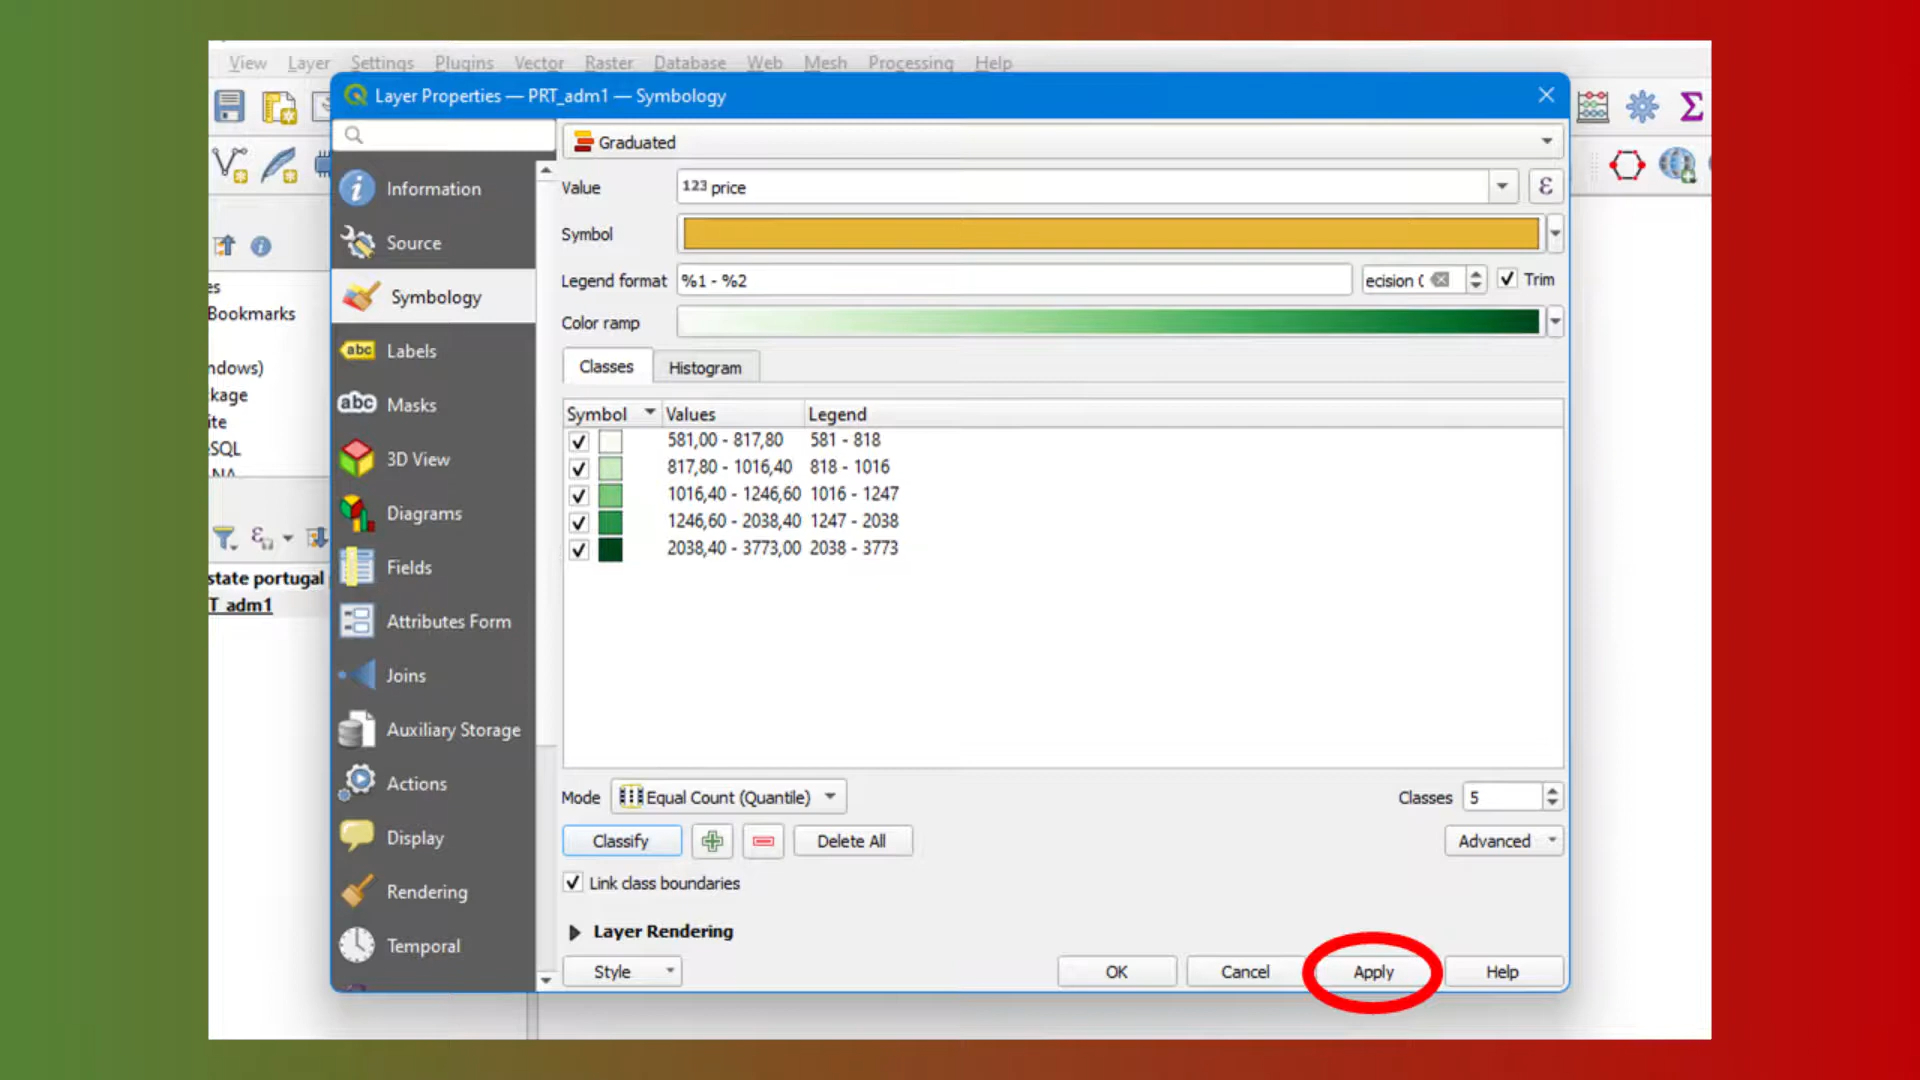 View Layer Settings Plugins Vector Raster Database Web Mesh Processing Help
Layer Properties — PRT_adm1 — Symbology
Graduated
Information
Value 123 price ε
Source
Symbol
Symbology
Legend format %1 - %2 ecision ( Trim
es
Bookmarks
Color ramp
abc Labels
Classes Histogram
ndows)
kage
abc Masks
Symbol Values Legend
ite
581,00 - 817,80 581 - 818
SQL
3D View
817,80 - 1016,40 818 - 1016
1016,40 - 1246,60 1016 - 1247
Diagrams
1246,60 - 2038,40 1247 - 2038
2038,40 - 3773,00 2038 - 3773
Fields
state portugal
T_adm1
Attributes Form
Joins
Auxiliary Storage
Actions
Mode Equal Count (Quantile) Classes 5
Display
Classify Delete All Advanced
Link class boundaries
Rendering
Layer Rendering
Temporal
Style OK Cancel Apply Help